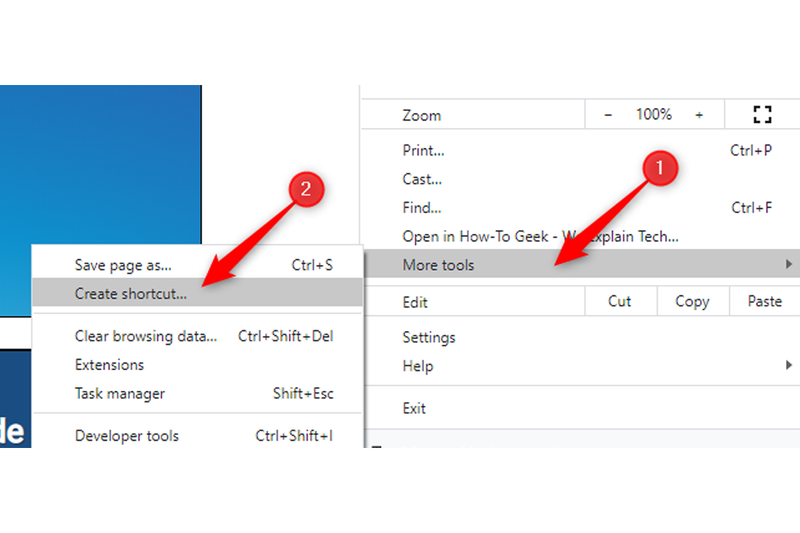 Zoom - 100% +
Print... Ctrl+P
1
Cast...
2
Find... Ctrl+F
Open in How-To Geek - We Explain Tech...
Save page as... Ctrl+S
More tools
Create shortcut...
Edit Cut Copy Paste
Clear browsing data... Ctrl+Shift+Del
Settings
Extensions
Help
Task manager Shift+Esc
Exit
de
Developer tools Ctrl+Shift+I